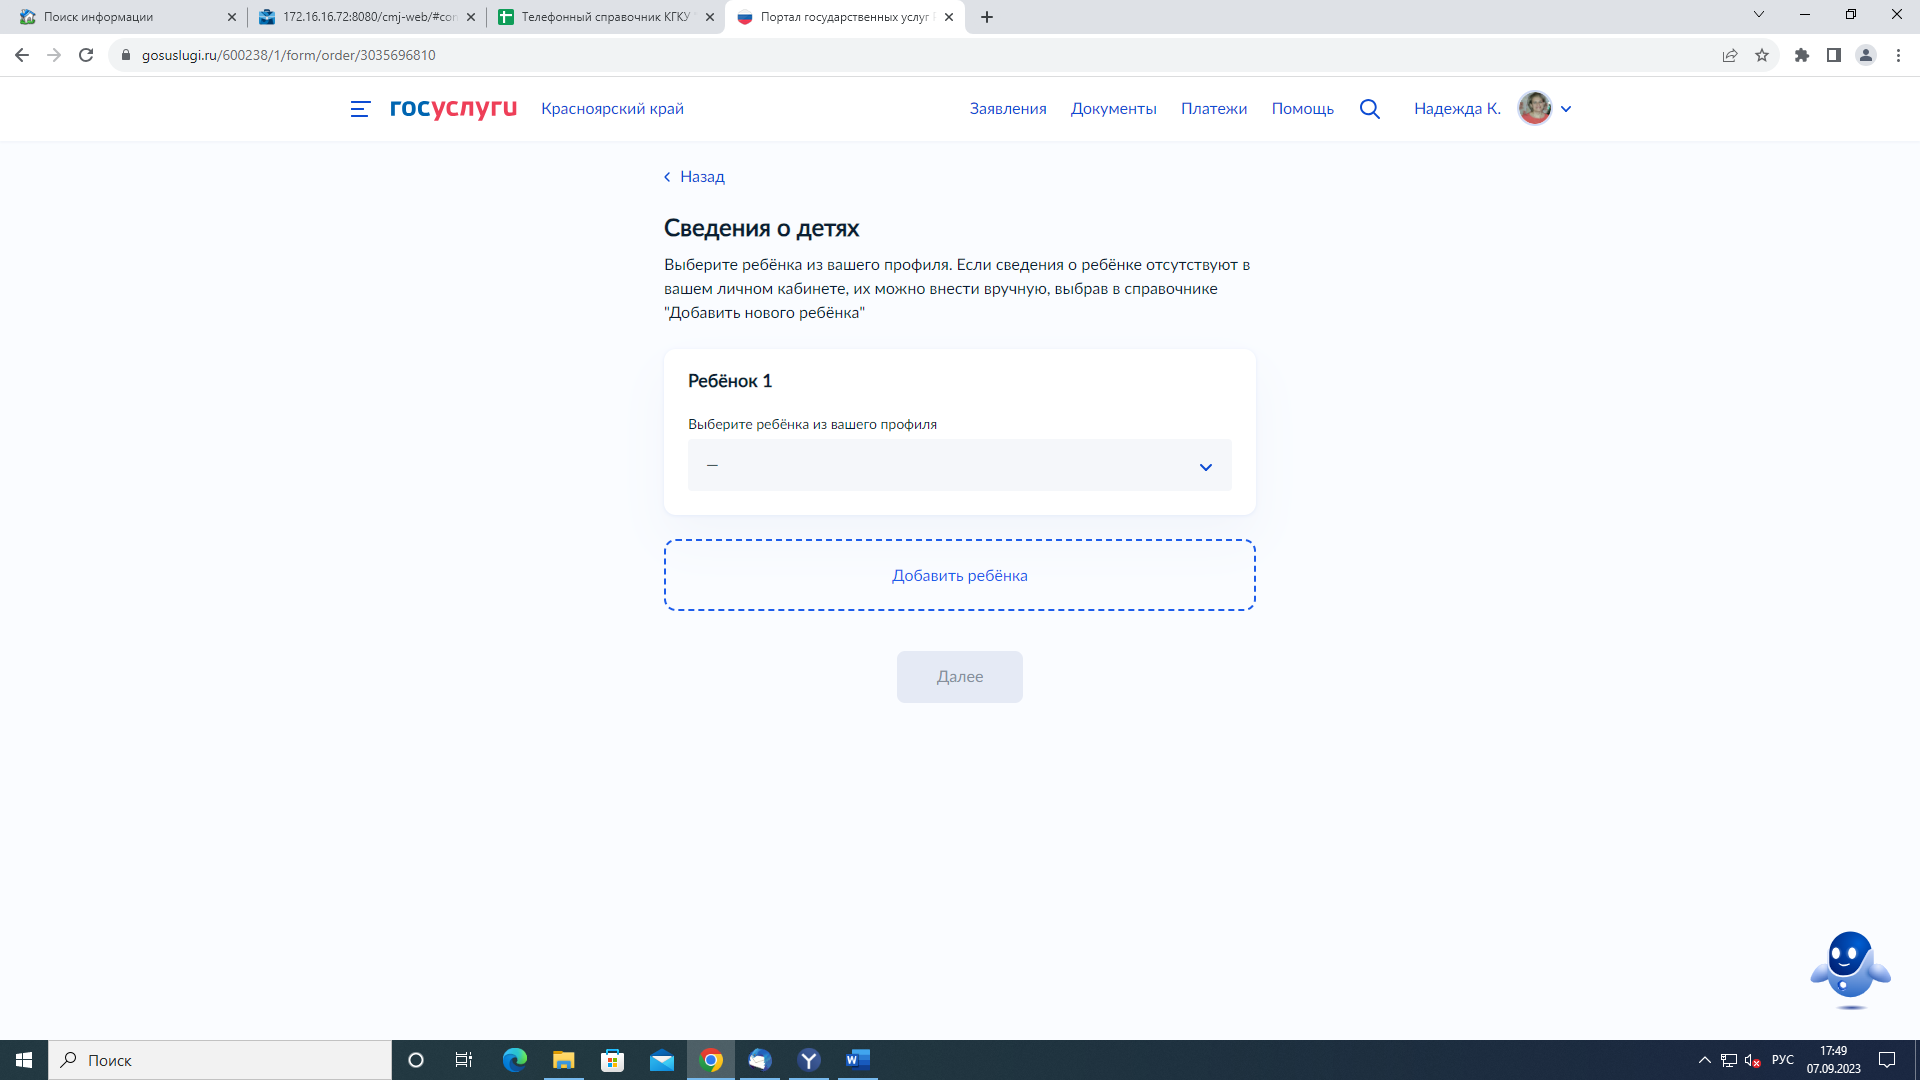 Поиск информации
172.16.16.72:8080/cmj-web/#con
Телефонный справочник КГКУ
Портал государственных услуг
gosuslugi.ru/600238/1/form/order/3035696810
госуслуги
Красноярский край
Заявления
Документы
Платежи
Помощь
Надежда К.
Назад
Сведения о детях
Выберите ребёнка из вашего профиля. Если сведения о ребёнке отсутствуют в
вашем личном кабинете, их можно внести вручную, выбрав в справочнике
"Добавить нового ребёнка"
Ребёнок 1
Выберите ребёнка из вашего профиля
—
Добавить ребёнка
Далее
Поиск
РУС
17:49
07.09.2023